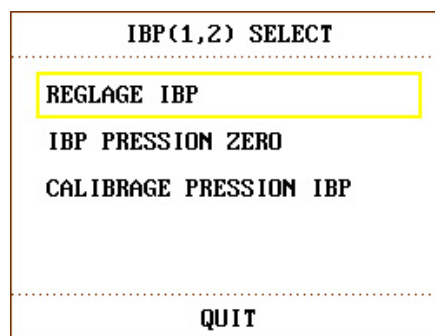 IBP(1,2) SELECT
REGLAGE IBP
IBP PRESSION ZERO
CALIBRAGE PRESSION IBP
QUIT